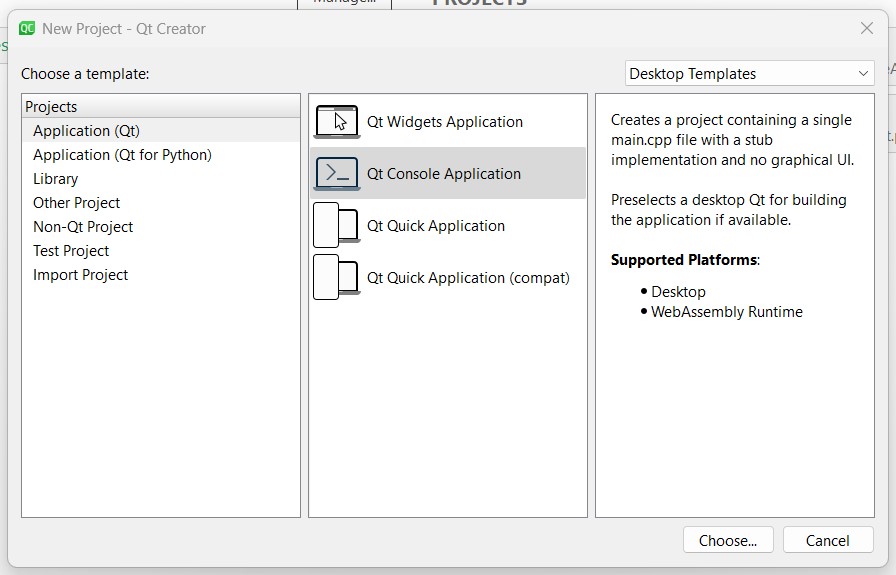 Manage...
PROJECTS
New Project - Qt Creator
Choose a template:
Desktop Templates
Projects
Application (Qt)
Application (Qt for Python)
Library
Other Project
Non-Qt Project
Test Project
Import Project
Qt Widgets Application
Qt Console Application
Qt Quick Application
Qt Quick Application (compat)
Creates a project containing a single
main.cpp file with a stub
implementation and no graphical UI.
Preselects a desktop Qt for building
the application if available.
Supported Platforms:
• Desktop
• WebAssembly Runtime
Choose...
Cancel